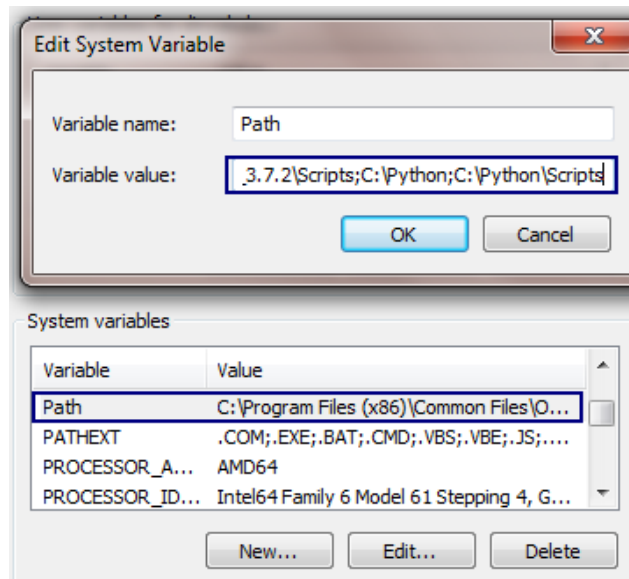 Edit System Variable
Variable name: Path
Variable value: _3.7.2\Scripts;C:\Python;C:\Python\Scripts
OK Cancel
System variables
Variable Value
Path C:\Program Files (x86)\Common Files\O...
PATHEXT .COM;.EXE;.BAT;.CMD;.VBS;.VBE;.JS;....
PROCESSOR_A... AMD64
PROCESSOR_ID... Intel64 Family 6 Model 61 Stepping 4, G...
New... Edit... Delete